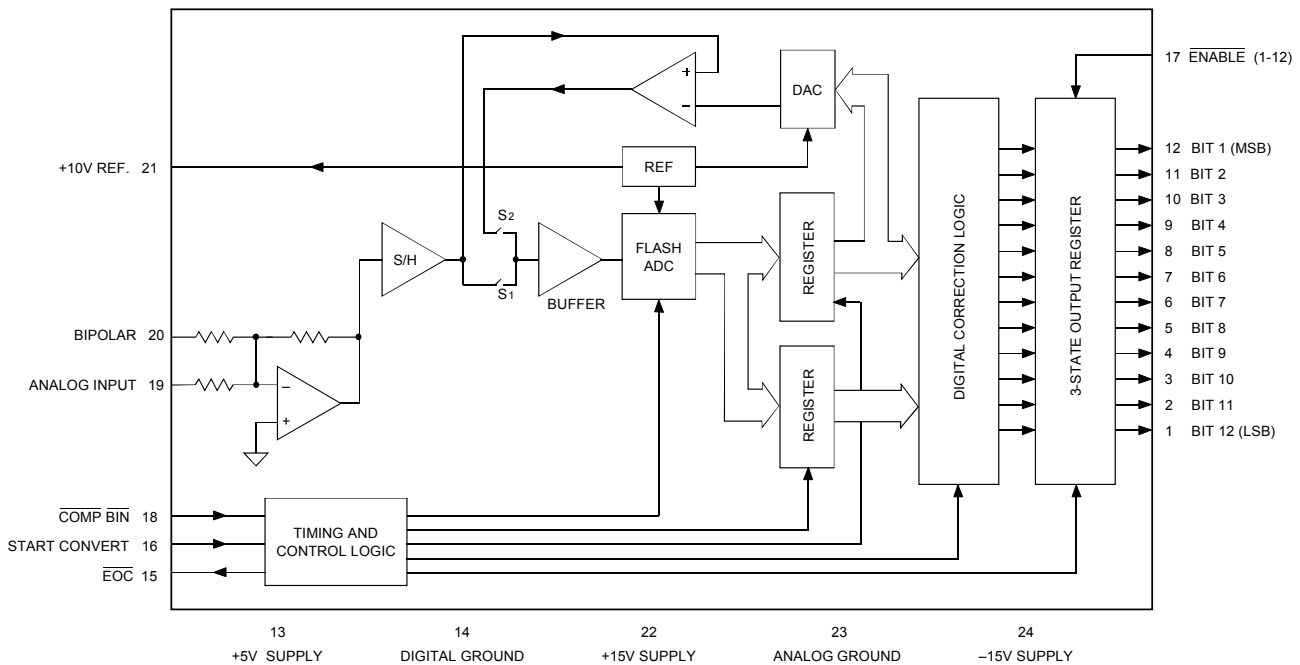 17 ENABLE (1-12)
+
−
DAC
+10V REF. 21
REF
12 BIT 1 (MSB)
11 BIT 2
10 BIT 3
9 BIT 4
8 BIT 5
7 BIT 6
6 BIT 7
5 BIT 8
4 BIT 9
3 BIT 10
2 BIT 11
1 BIT 12 (LSB)
S2
S/H
S1
BUFFER
FLASH
ADC
REGISTER
REGISTER
DIGITAL CORRECTION LOGIC
3-STATE OUTPUT REGISTER
BIPOLAR 20
ANALOG INPUT 19
−
+
COMP BIN 18
START CONVERT 16
EOC 15
TIMING AND
CONTROL LOGIC
13 14 22 23 24
+5V SUPPLY DIGITAL GROUND +15V SUPPLY ANALOG GROUND –15V SUPPLY